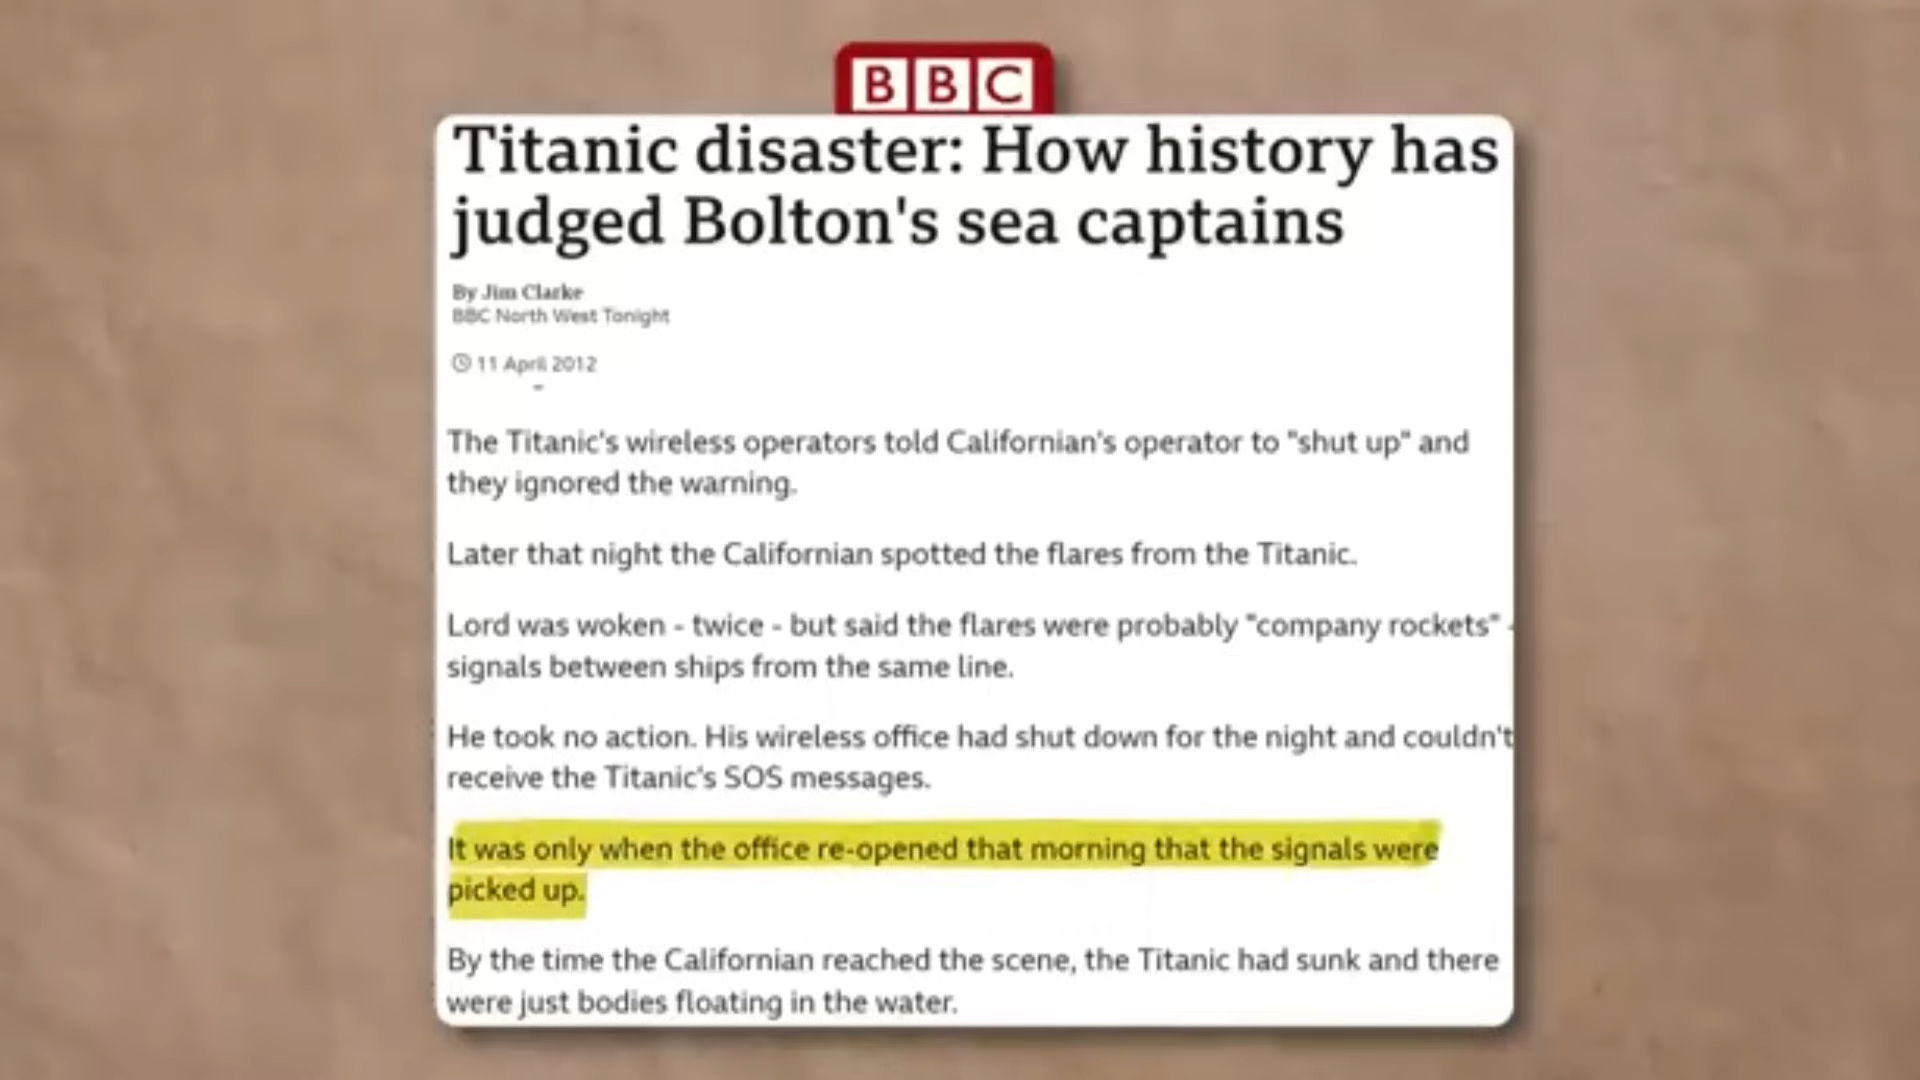 BBC
Titanic disaster: How history has
judged Bolton's sea captains
By Jim Clarke
BBC North West Tonight
11 April 2012
The Titanic's wireless operators told Californian's operator to "shut up" and
they ignored the warning.
Later that night the Californian spotted the flares from the Titanic.
Lord was woken - twice - but said the flares were probably "company rockets" -
signals between ships from the same line.
He took no action. His wireless office had shut down for the night and couldn't
receive the Titanic's SOS messages.
It was only when the office re-opened that morning that the signals were
picked up.
By the time the Californian reached the scene, the Titanic had sunk and there
were just bodies floating in the water.